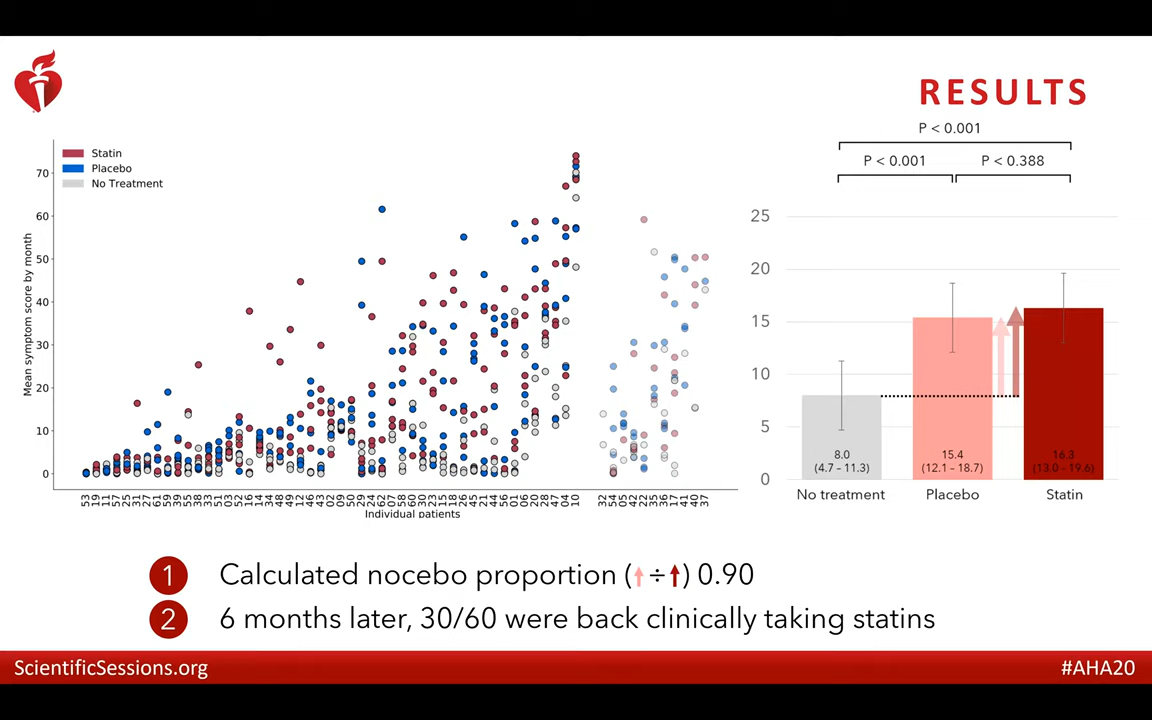 RESULTS
Statin
Placebo
No Treatment
Mean symptom score by month
70
60
50
40
30
20
10
0
Individual patients
P < 0.001
P < 0.001
P < 0.388
25
20
15
10
5
0
8.0
(4.7 – 11.3)
15.4
(12.1 – 18.7)
16.3
(13.0 – 19.6)
No treatment
Placebo
Statin
1 Calculated nocebo proportion (÷) 0.90
2 6 months later, 30/60 were back clinically taking statins
ScientificSessions.org
#AHA20